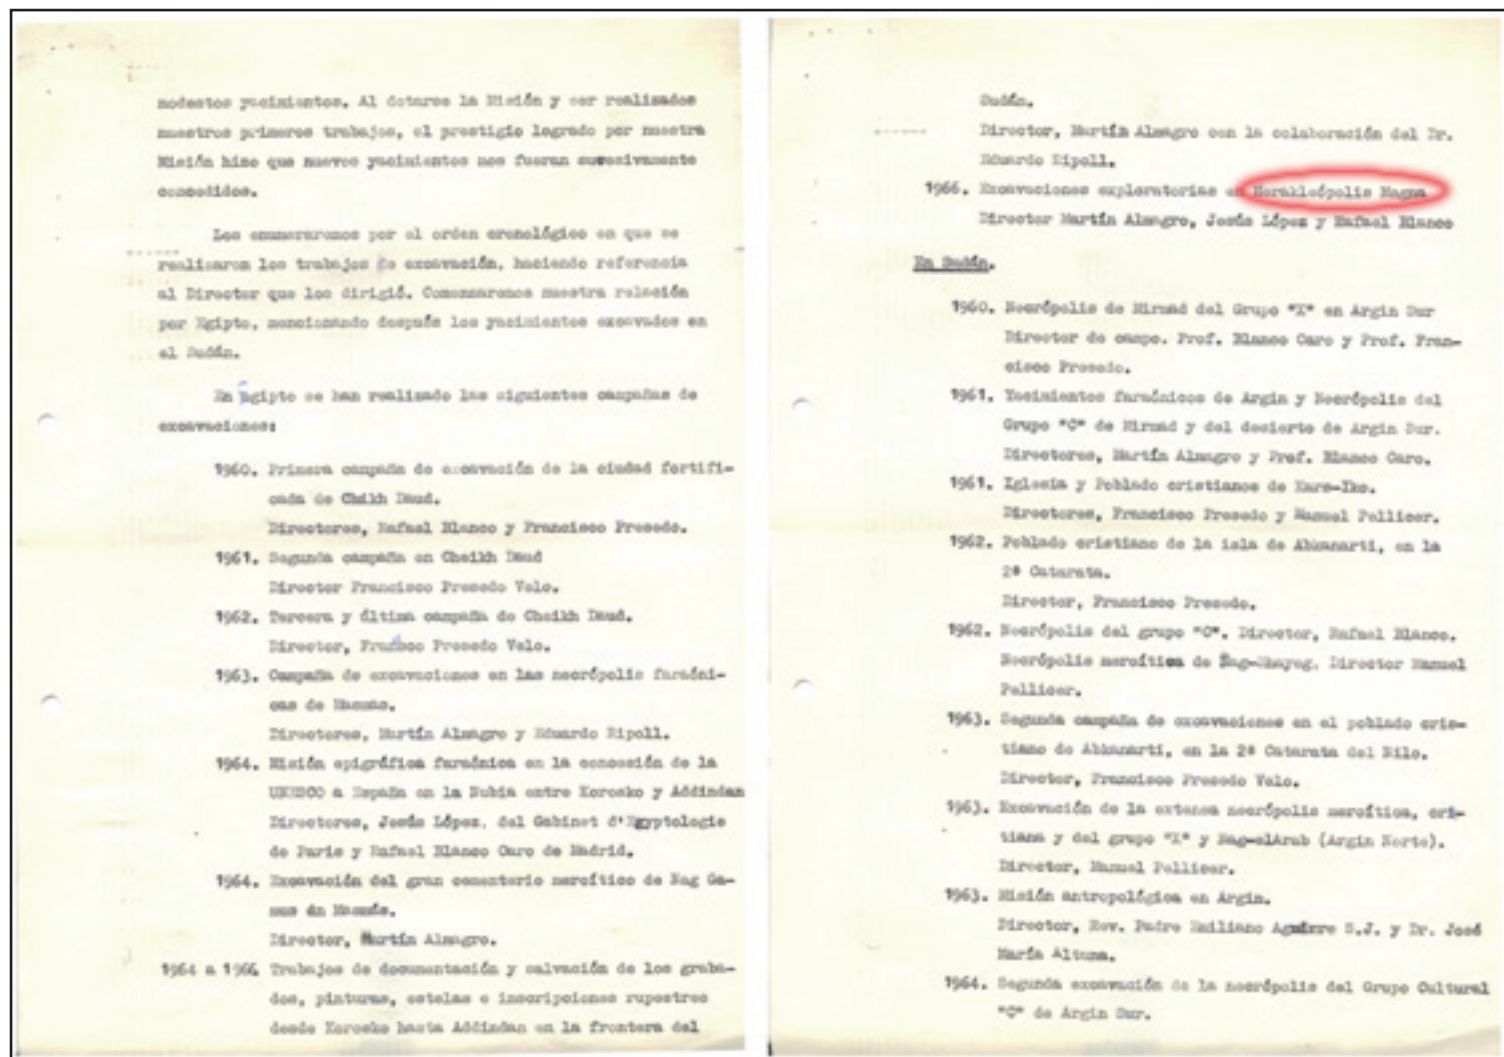 modestos yacimientos. Al dotarse la Misión y ser realizados
nuestros primeros trabajos, el prestigio logrado por nuestra
Misión hizo que nuevos yacimientos nos fueran sucesivamente
concedidos.
Los enumeraremos por el orden cronológico en que se
realizaron los trabajos de excavación, haciendo referencia
al Director que los dirigió. Comenzaremos nuestra relación
por Egipto, mencionando después los yacimientos excavados en
el Sudán.
En Egipto se han realizado las siguientes campañas de
excavaciones:
1960. Primera campaña de excavación de la ciudad fortifi-
cada de Cheikh Daud.
Directores, Rafael Blanco y Francisco Presedo.
1961. Segunda campaña en Cheikh Daud
Director Francisco Presedo Velo.
1962. Tercera y última campaña de Cheikh Daud.
Director, Presedo Velo.
1963. Campaña de excavaciones en las necrópolis faraóni-
cas de Masmás.
Directores, Martín Almagro y Eduardo Ripoll.
1964. Misión epigráfica faraónica en la concesión de la
UNESCO a España en la Nubia entre Korosko y Addindan
Directores, Jesús López, del Gabinet d'Egyptologie
de Paris y Rafael Blanco Caro de Madrid.
1964. Excavación del gran cementerio meroítico de Nag Ga-
mus en Masmás.
Director, Martín Almagro.
1964 a 1966 Trabajos de documentación y salvación de los graba-
dos, pinturas, estelas e inscripciones rupestres
desde Korosko hasta Addindan en la frontera del
Sudán.
Director, Martín Almagro con la colaboración del Dr.
Eduardo Ripoll.
1966. Excavaciones exploratorias en Herakleópolis Magna
Director Martín Almagro, Jesús López y Rafael Blanco
En Sudán.
1960. Necrópolis de Mirmad del Grupo "X" en Argin Sur
Director de campo. Prof. Blanco Caro y Prof. Fran-
cisco Presedo.
1961. Yacimientos faraónicos de Argin y Necrópolis del
Grupo "C" de Mirmad y del desierto de Argin Sur.
Directores, Martín Almagro y Prof. Blanco Caro.
1961. Iglesia y Poblado cristianos de Kasr-Iko.
Directores, Francisco Presedo y Manuel Pellicer.
1962. Poblado cristiano de la isla de Abkanarti, en la
2ª Catarata.
Director, Francisco Presedo.
1962. Necrópolis del grupo "C". Director, Rafael Blanco.
Necrópolis meroítica de Nag-Shayeg. Director Manuel
Pellicer.
1963. Segunda campaña de excavaciones en el poblado cris-
tiano de Abkanarti, en la 2ª Catarata del Nilo.
Director, Francisco Presedo Velo.
1963. Excavación de la extensa necrópolis meroítica, cris-
tiana y del grupo "X" y Nag-elArab (Argin Norte).
Director, Manuel Pellicer.
1963. Misión antropológica en Argin.
Director, Rev. Padre Emiliano Aguirre S.J. y Dr. José
María Altuna.
1964. Segunda excavación de la necrópolis del Grupo Cultural
"C" de Argin Sur.